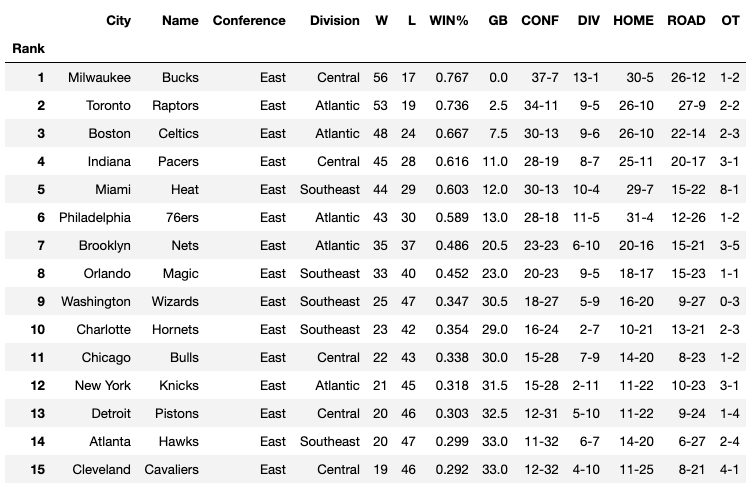 City Name Conference Division W L WIN% GB CONF DIV HOME ROAD OT
Rank
1 Milwaukee Bucks East Central 56 17 0.767 0.0 37-7 13-1 30-5 26-12 1-2
2 Toronto Raptors East Atlantic 53 19 0.736 2.5 34-11 9-5 26-10 27-9 2-2
3 Boston Celtics East Atlantic 48 24 0.667 7.5 30-13 9-6 26-10 22-14 2-3
4 Indiana Pacers East Central 45 28 0.616 11.0 28-19 8-7 25-11 20-17 3-1
5 Miami Heat East Southeast 44 29 0.603 12.0 30-13 10-4 29-7 15-22 8-1
6 Philadelphia 76ers East Atlantic 43 30 0.589 13.0 28-18 11-5 31-4 12-26 1-2
7 Brooklyn Nets East Atlantic 35 37 0.486 20.5 23-23 6-10 20-16 15-21 3-5
8 Orlando Magic East Southeast 33 40 0.452 23.0 20-23 9-5 18-17 15-23 1-1
9 Washington Wizards East Southeast 25 47 0.347 30.5 18-27 5-9 16-20 9-27 0-3
10 Charlotte Hornets East Southeast 23 42 0.354 29.0 16-24 2-7 10-21 13-21 2-3
11 Chicago Bulls East Central 22 43 0.338 30.0 15-28 7-9 14-20 8-23 1-2
12 New York Knicks East Atlantic 21 45 0.318 31.5 15-28 2-11 11-22 10-23 3-1
13 Detroit Pistons East Central 20 46 0.303 32.5 12-31 5-10 11-22 9-24 1-4
14 Atlanta Hawks East Southeast 20 47 0.299 33.0 11-32 6-7 14-20 6-27 2-4
15 Cleveland Cavaliers East Central 19 46 0.292 33.0 12-32 4-10 11-25 8-21 4-1